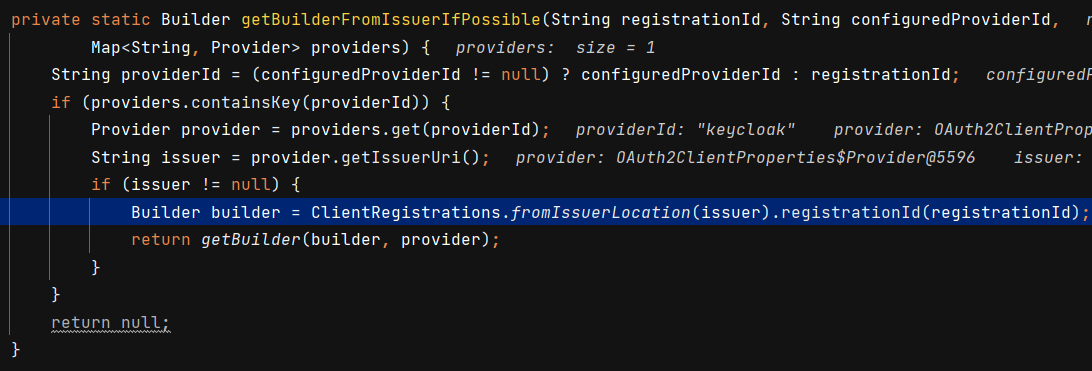 private static Builder getBuilderFromIssuerIfPossible(String registrationId, String configuredProviderId,
        Map<String, Provider> providers) {   providers:  size = 1
    String providerId = (configuredProviderId != null) ? configuredProviderId : registrationId;
    if (providers.containsKey(providerId)) {
        Provider provider = providers.get(providerId);   providerId: "keycloak"    provider: OAuth2ClientProp
        String issuer = provider.getIssuerUri();   provider: OAuth2ClientProperties$Provider@5596    issuer:
        if (issuer != null) {
            Builder builder = ClientRegistrations.fromIssuerLocation(issuer).registrationId(registrationId);
            return getBuilder(builder, provider);
        }
    }
    return null;
}